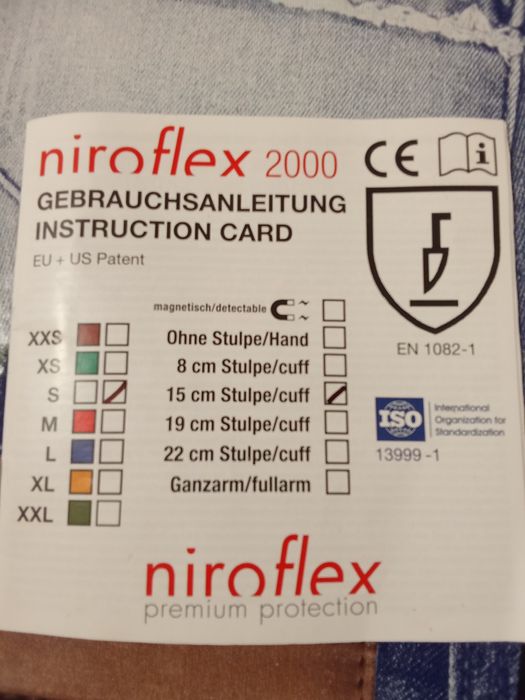 niroflex 2000
CE
i
GEBRAUCHSANLEITUNG
INSTRUCTION CARD
EU + US Patent
EN 1082-1
magnetisch/detectable
XXS Ohne Stulpe/Hand
XS 8 cm Stulpe/cuff
S 15 cm Stulpe/cuff
M 19 cm Stulpe/cuff
L 22 cm Stulpe/cuff
XL Ganzarm/fullarm
XXL
ISO
International
Organization for
Standardization
13999 -1
niroflex
premium protection